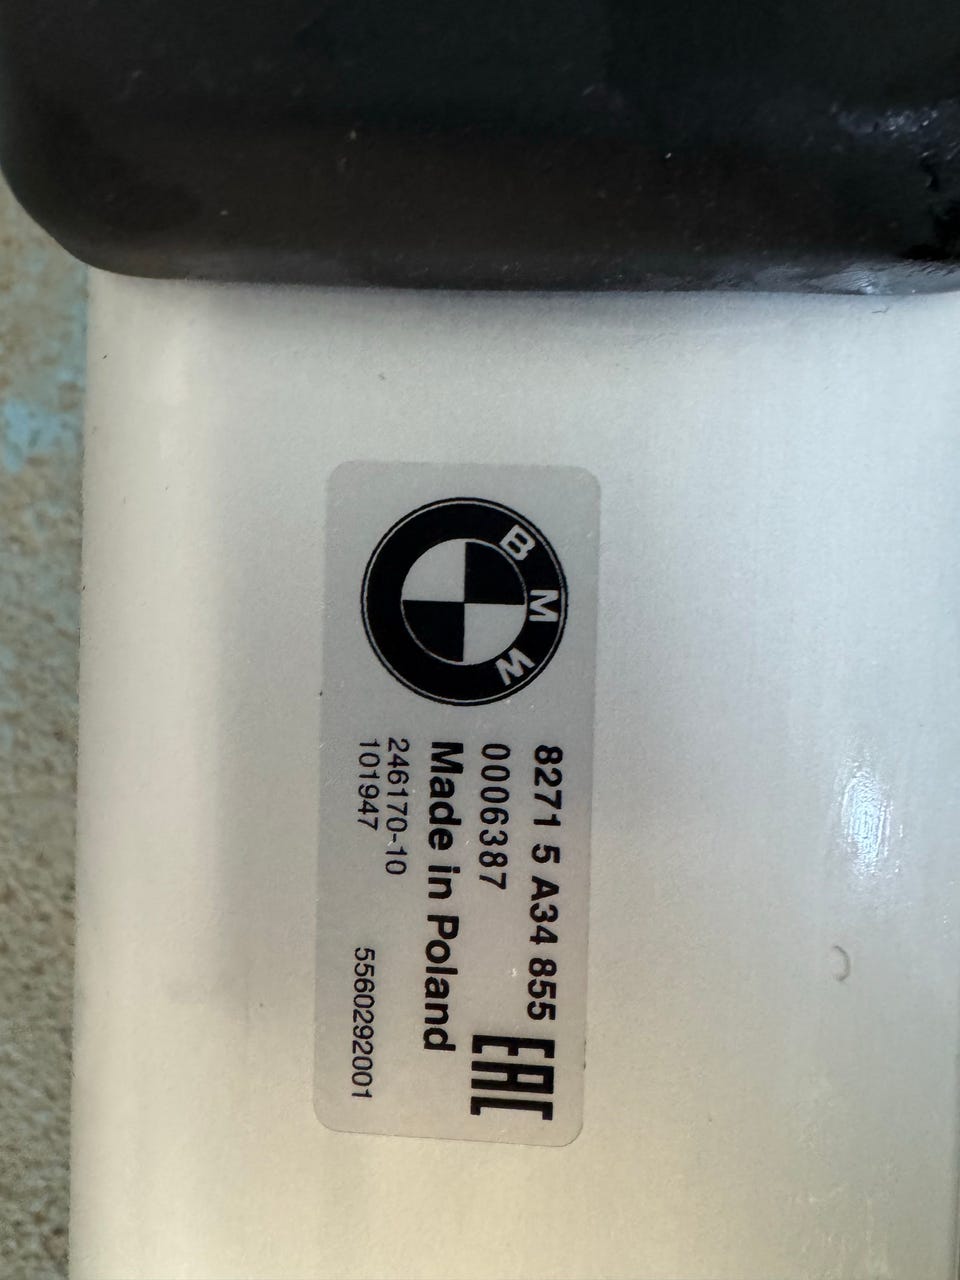 BMW
8271 5 A34 855
0006387
EAC
Made in Poland
246170-10
101947 5560292001